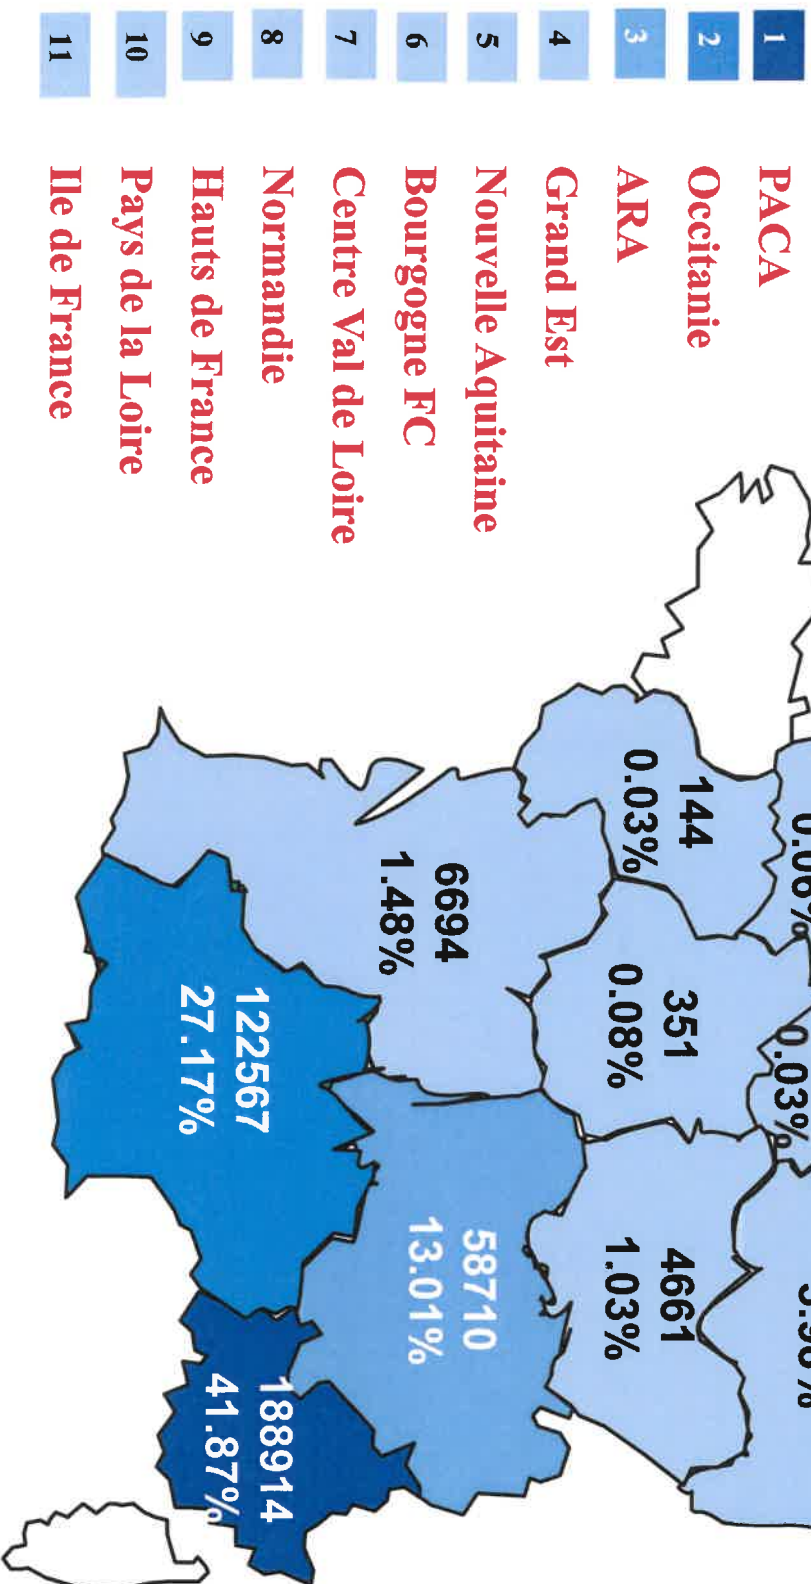 1 PACA
2 Occitanie
3 ARA
4 Grand Est
5 Nouvelle Aquitaine
6 Bourgogne FC
7 Centre Val de Loire
8 Normandie
9 Hauts de France
10 Pays de la Loire
11 Ile de France
0.06%
0.03%
144
0.03%
351
0.08%
4661
1.03%
6694
1.48%
58710
13.01%
122567
27.17%
188914
41.87%